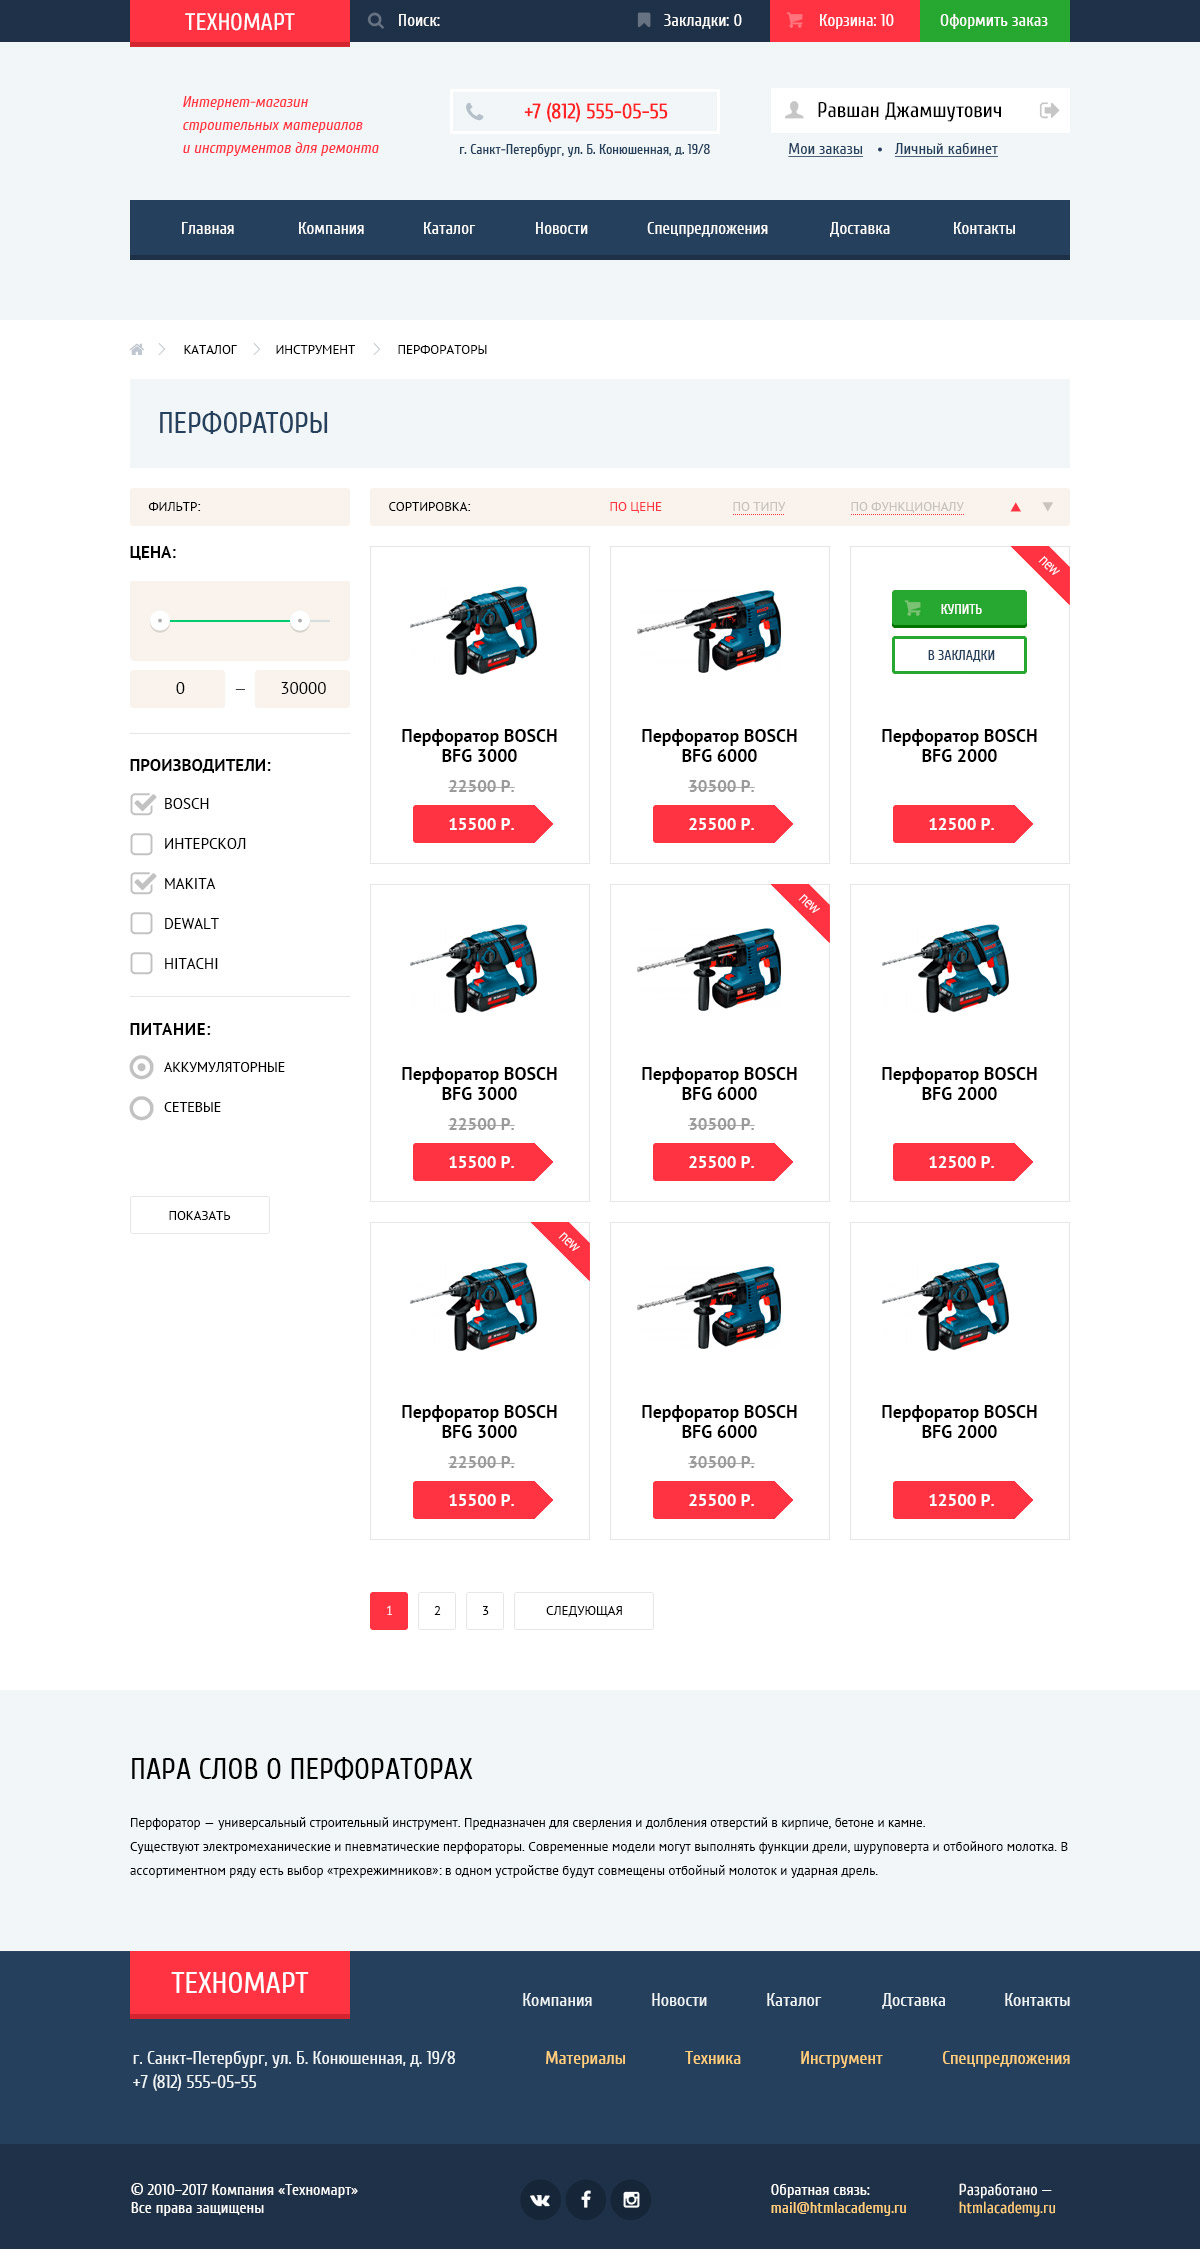 ТЕХНОМАРТ
Поиск:
Закладки: 0
Корзина: 10
Оформить заказ
Интернет-магазин
строительных материалов
и инструментов для ремонта
+7 (812) 555-05-55
г. Санкт-Петербург, ул. Б. Конюшенная, д. 19/8
Равшан Джамшутович
Мои заказы • Личный кабинет
Главная
Компания
Каталог
Новости
Спецпредложения
Доставка
Контакты
КАТАЛОГ
ИНСТРУМЕНТ
ПЕРФОРАТОРЫ
ПЕРФОРАТОРЫ
ФИЛЬТР:
ЦЕНА:
0 — 30000
ПРОИЗВОДИТЕЛИ:
BOSCH
ИНТЕРСКОЛ
MAKITA
DEWALT
HITACHI
ПИТАНИЕ:
АККУМУЛЯТОРНЫЕ
СЕТЕВЫЕ
ПОКАЗАТЬ
СОРТИРОВКА:
ПО ЦЕНЕ
ПО ТИПУ
ПО ФУНКЦИОНАЛУ
Перфоратор BOSCH
BFG 3000
22500 Р.
15500 Р.
Перфоратор BOSCH
BFG 6000
30500 Р.
25500 Р.
new
КУПИТЬ
В ЗАКЛАДКИ
Перфоратор BOSCH
BFG 2000
12500 Р.
Перфоратор BOSCH
BFG 3000
22500 Р.
15500 Р.
new
Перфоратор BOSCH
BFG 6000
30500 Р.
25500 Р.
Перфоратор BOSCH
BFG 2000
12500 Р.
new
Перфоратор BOSCH
BFG 3000
22500 Р.
15500 Р.
Перфоратор BOSCH
BFG 6000
30500 Р.
25500 Р.
Перфоратор BOSCH
BFG 2000
12500 Р.
1
2
3
СЛЕДУЮЩАЯ
ПАРА СЛОВ О ПЕРФОРАТОРАХ
Перфоратор — универсальный строительный инструмент. Предназначен для сверления и долбления отверстий в кирпиче, бетоне и камне.
Существуют электромеханические и пневматические перфораторы. Современные модели могут выполнять функции дрели, шуруповерта и отбойного молотка. В
ассортиментном ряду есть выбор «трехрежимников»: в одном устройстве будут совмещены отбойный молоток и ударная дрель.
ТЕХНОМАРТ
г. Санкт-Петербург, ул. Б. Конюшенная, д. 19/8
+7 (812) 555-05-55
Компания
Новости
Каталог
Доставка
Контакты
Материалы
Техника
Инструмент
Спецпредложения
© 2010–2017 Компания «Техномарт»
Все права защищены
Обратная связь:
mail@htmlacademy.ru
Разработано —
htmlacademy.ru